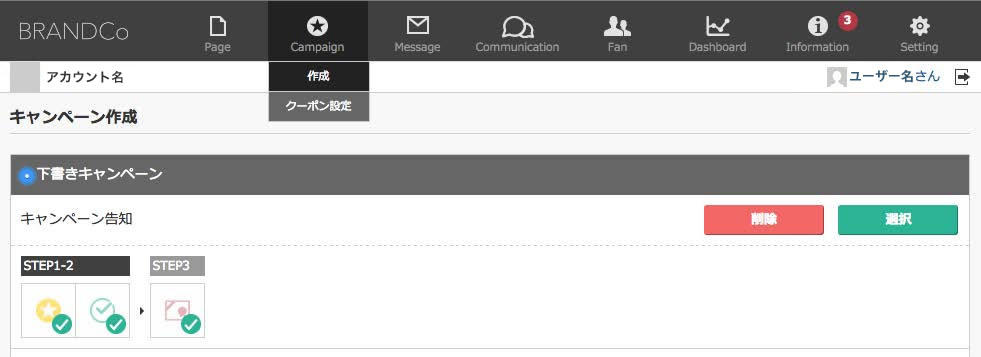 BRANDCo
Page
Campaign
Message
Communication
Fan
Dashboard
Information
3
Setting
アカウント名
作成
ユーザー名さん
クーポン設定
キャンペーン作成
下書きキャンペーン
キャンペーン告知
削除
選択
STEP1-2
STEP3